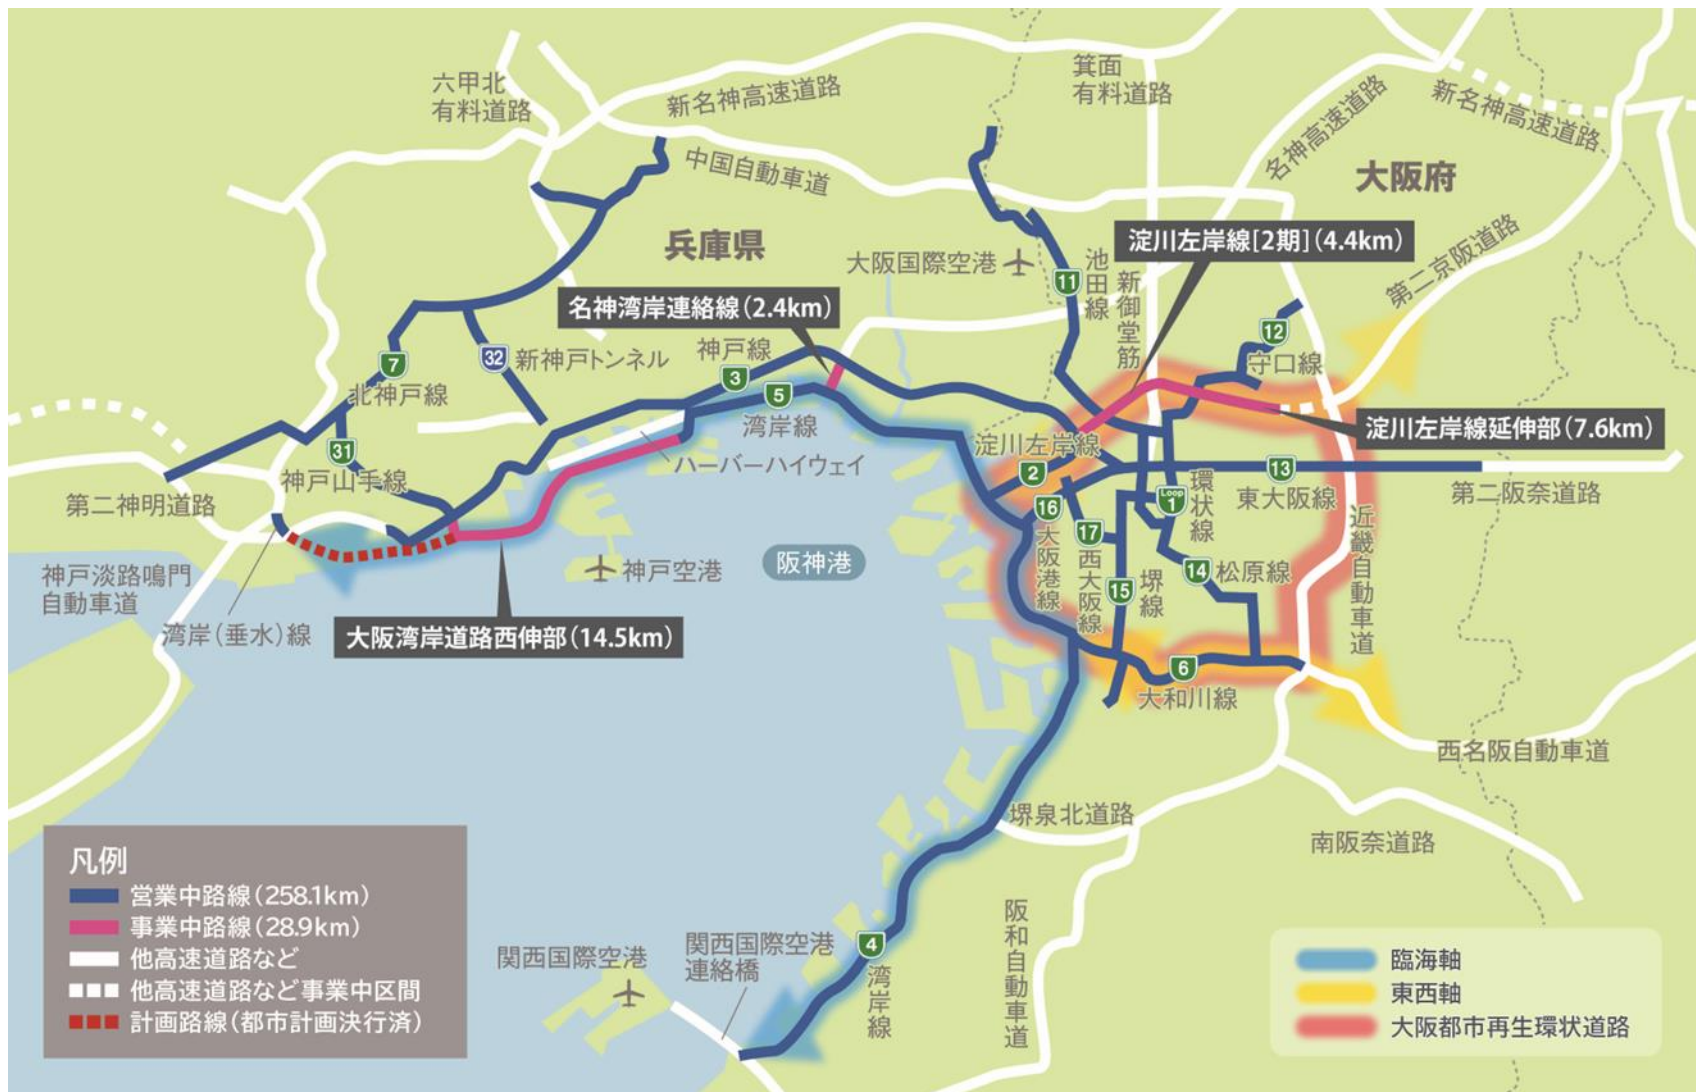 六甲北
有料道路
新名神高速道路
中国自動車道
箕面
有料道路
名神高速道路
新名神高速道路
大阪府
兵庫県
大阪国際空港
11
池田線
新御堂筋
淀川左岸線[2期](4.4km)
第二京阪道路
名神湾岸連絡線(2.4km)
7
北神戸線
32
新神戸トンネル
神戸線
3
5
湾岸線
12
守口線
淀川左岸線延伸部(7.6km)
31
神戸山手線
ハーバーハイウェイ
淀川左岸線
2
13
東大阪線
第二阪奈道路
第二神明道路
16
大阪港線
17
西大阪線
15
堺線
Loop
1
環状線
14
松原線
近畿自動車道
神戸淡路鳴門
自動車道
湾岸(垂水)線
神戸空港
阪神港
大阪湾岸道路西伸部(14.5km)
6
大和川線
西名阪自動車道
堺泉北道路
南阪奈道路
阪和自動車道
関西国際空港
関西国際空港
連絡橋
4
湾岸線
凡例
営業中路線(258.1km)
事業中路線(28.9km)
他高速道路など
他高速道路など事業中区間
計画路線(都市計画決行済)
臨海軸
東西軸
大阪都市再生環状道路